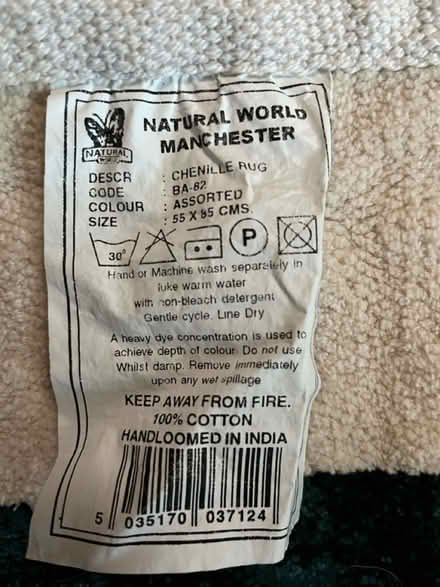 NATURAL
NATURAL WORLD
MANCHESTER
DESCR : CHENILLE RUG
CODE : BA-82
COLOUR : ASSORTED
SIZE : 55 X 85 CMS.
30° P
Hand or Machine wash separately in
luke warm water
with non-bleach detergent
Gentle cycle. Line Dry
A heavy dye concentration is used to
achieve depth of colour. Do not use
Whilst damp. Remove immediately
upon any wet spillage
KEEP AWAY FROM FIRE.
100% COTTON
HANDLOOMED IN INDIA
5 035170 037124